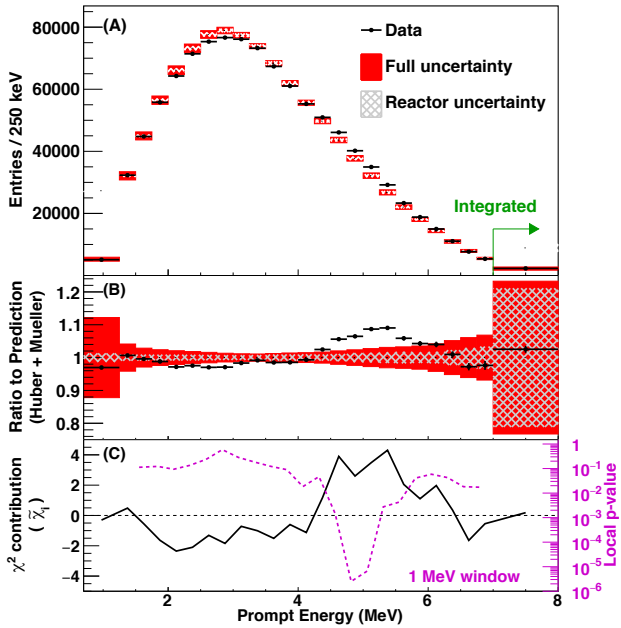 (A)
80000
60000
40000
20000
Entries / 250 keV
Data
Full uncertainty
Reactor uncertainty
Integrated
(B)
1.2
1.1
1
0.9
0.8
Ratio to Prediction
(Huber + Mueller)
(C)
4
2
0
−2
−4
χ² contribution
( χ̃ᵢ )
1
10⁻¹
10⁻²
10⁻³
10⁻⁴
10⁻⁵
10⁻⁶
Local p-value
1 MeV window
2 4 6 8
Prompt Energy (MeV)